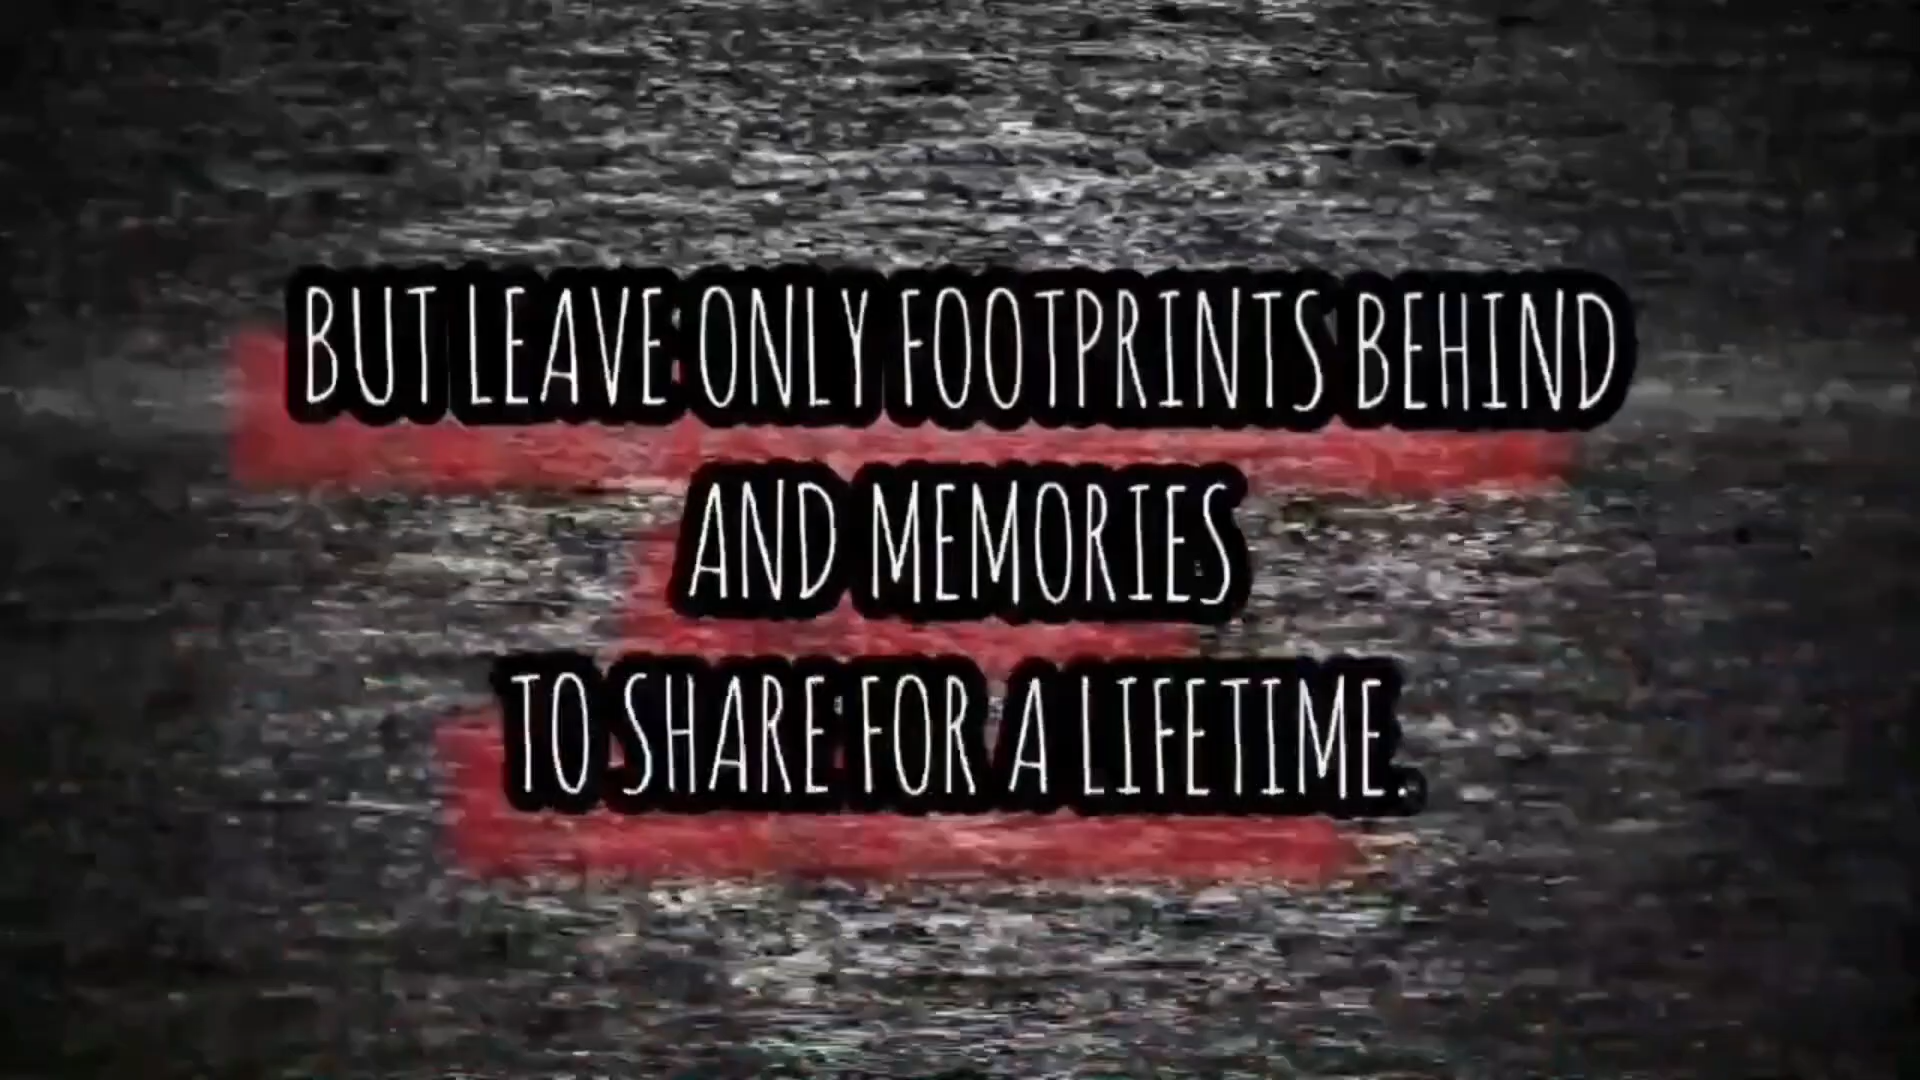 BUT LEAVE ONLY FOOTPRINTS BEHIND
AND MEMORIES
TO SHARE FOR A LIFETIME.